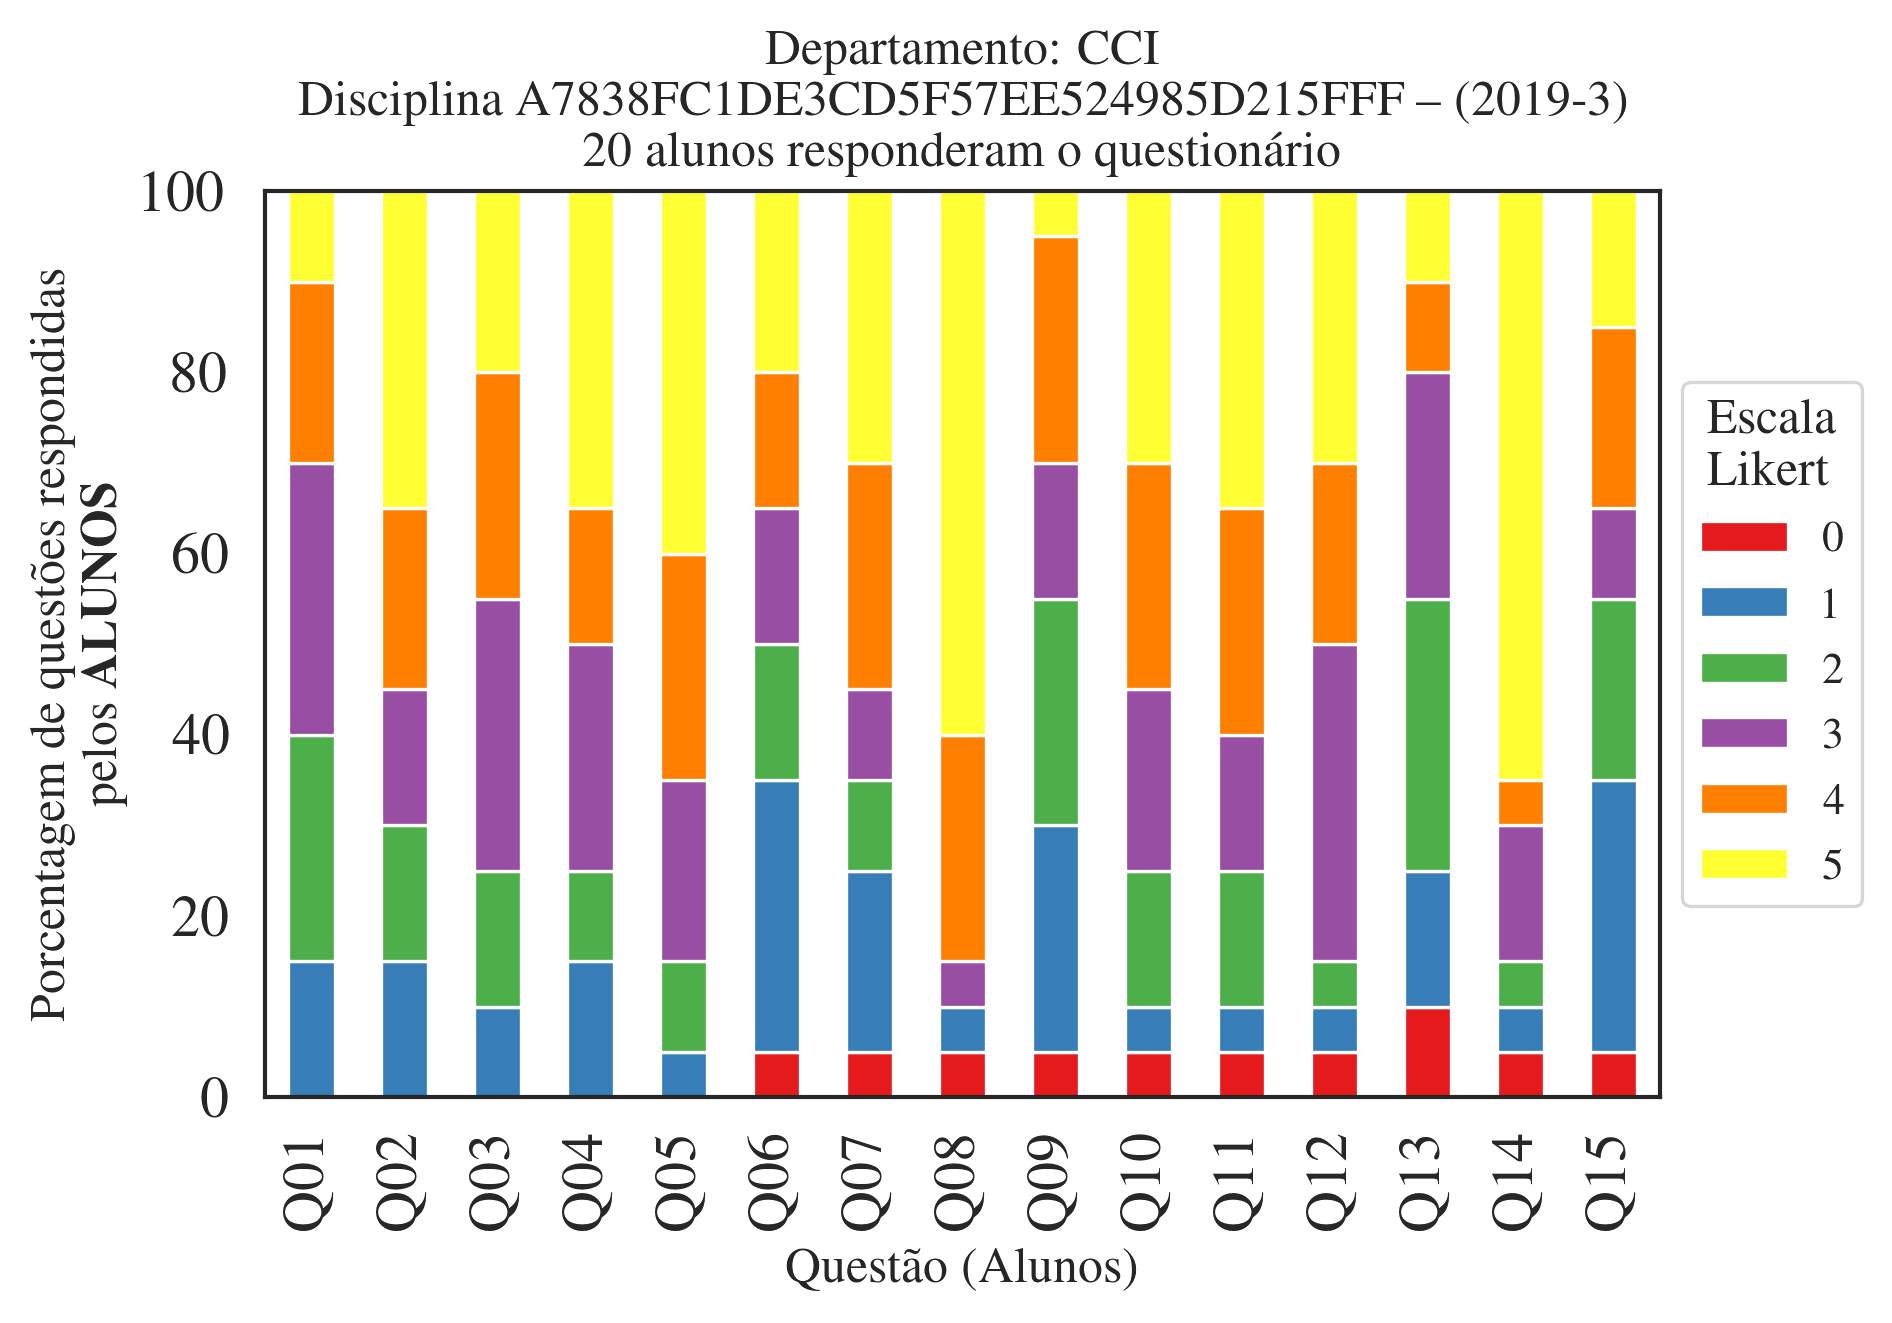 Departamento: CCI
Disciplina A7838FC1DE3CD5F57EE524985D215FFF – (2019-3)
20 alunos responderam o questionário
Porcentagem de questões respondidas
pelos ALUNOS
100
80
60
40
20
0
Q01
Q02
Q03
Q04
Q05
Q06
Q07
Q08
Q09
Q10
Q11
Q12
Q13
Q14
Q15
Questão (Alunos)
Escala
Likert
0
1
2
3
4
5